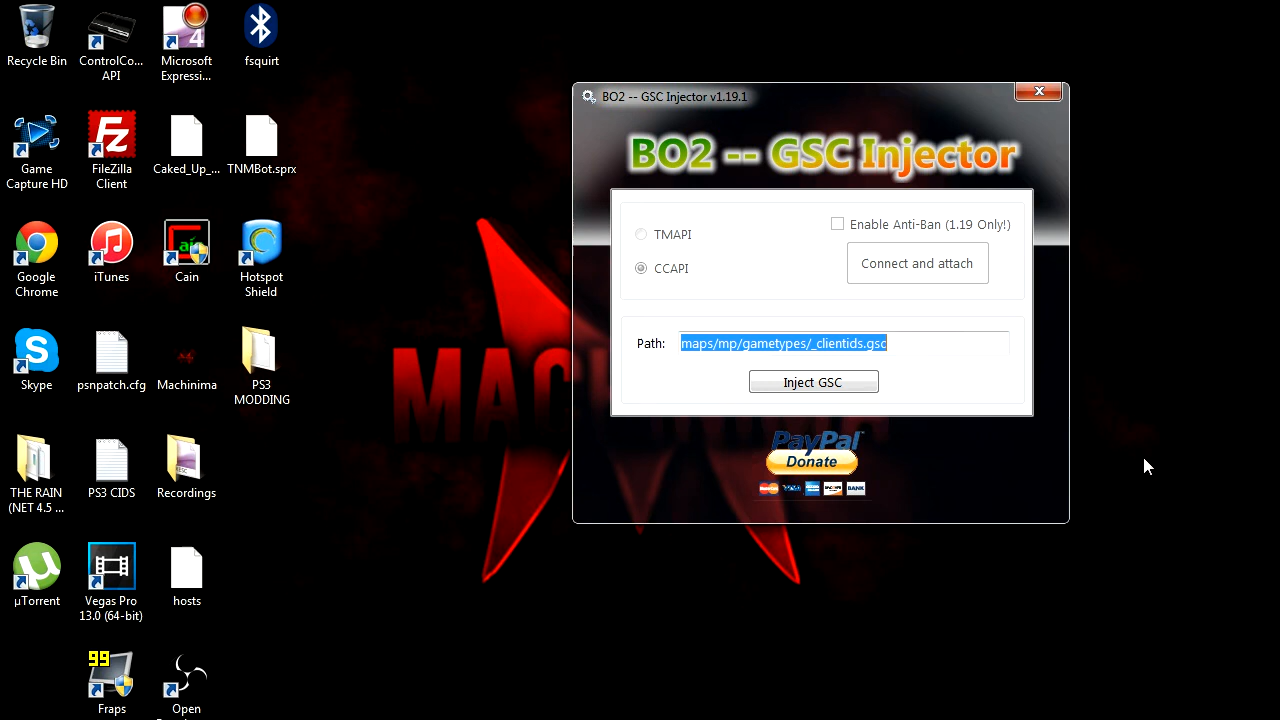 Recycle Bin
ControlCo...
API
Microsoft
Expressi...
fsquirt
Game
Capture HD
FileZilla
Client
Caked_Up_...
TNMBot.sprx
Google
Chrome
iTunes
Cain
Hotspot
Shield
Skype
psnpatch.cfg
Machinima
PS3
MODDING
THE RAIN
(NET 4.5 ...
PS3 CIDS
Recordings
µTorrent
Vegas Pro
13.0 (64-bit)
hosts
99
Fraps
Open
BO2 -- GSC Injector v1.19.1
BO2 -- GSC Injector
TMAPI
Enable Anti-Ban (1.19 Only!)
CCAPI
Connect and attach
Path:
maps/mp/gametypes/_clientids.gsc
Inject GSC
PayPal
Donate
BANK